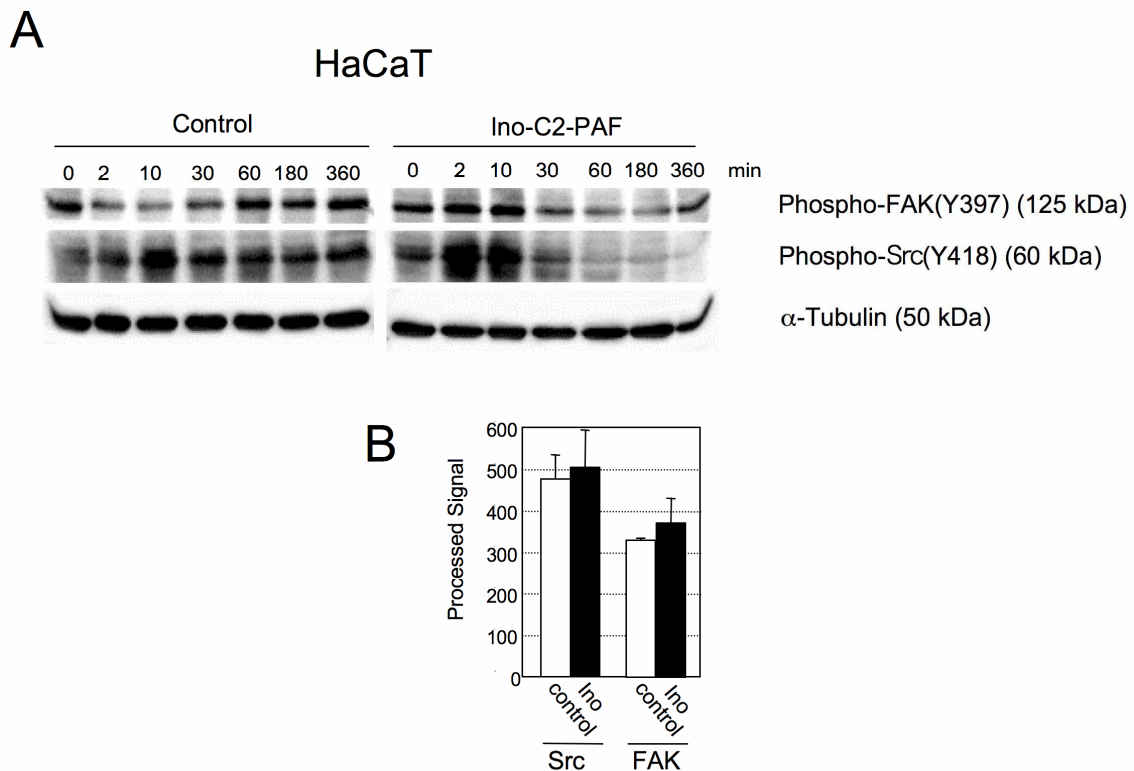 A
HaCaT
Control
Ino-C2-PAF
0 2 10 30 60 180 360 0 2 10 30 60 180 360 min
Phospho-FAK(Y397) (125 kDa)
Phospho-Src(Y418) (60 kDa)
α-Tubulin (50 kDa)
B
Processed Signal
600
500
400
300
200
100
0
control
Ino
control
Ino
Src
FAK